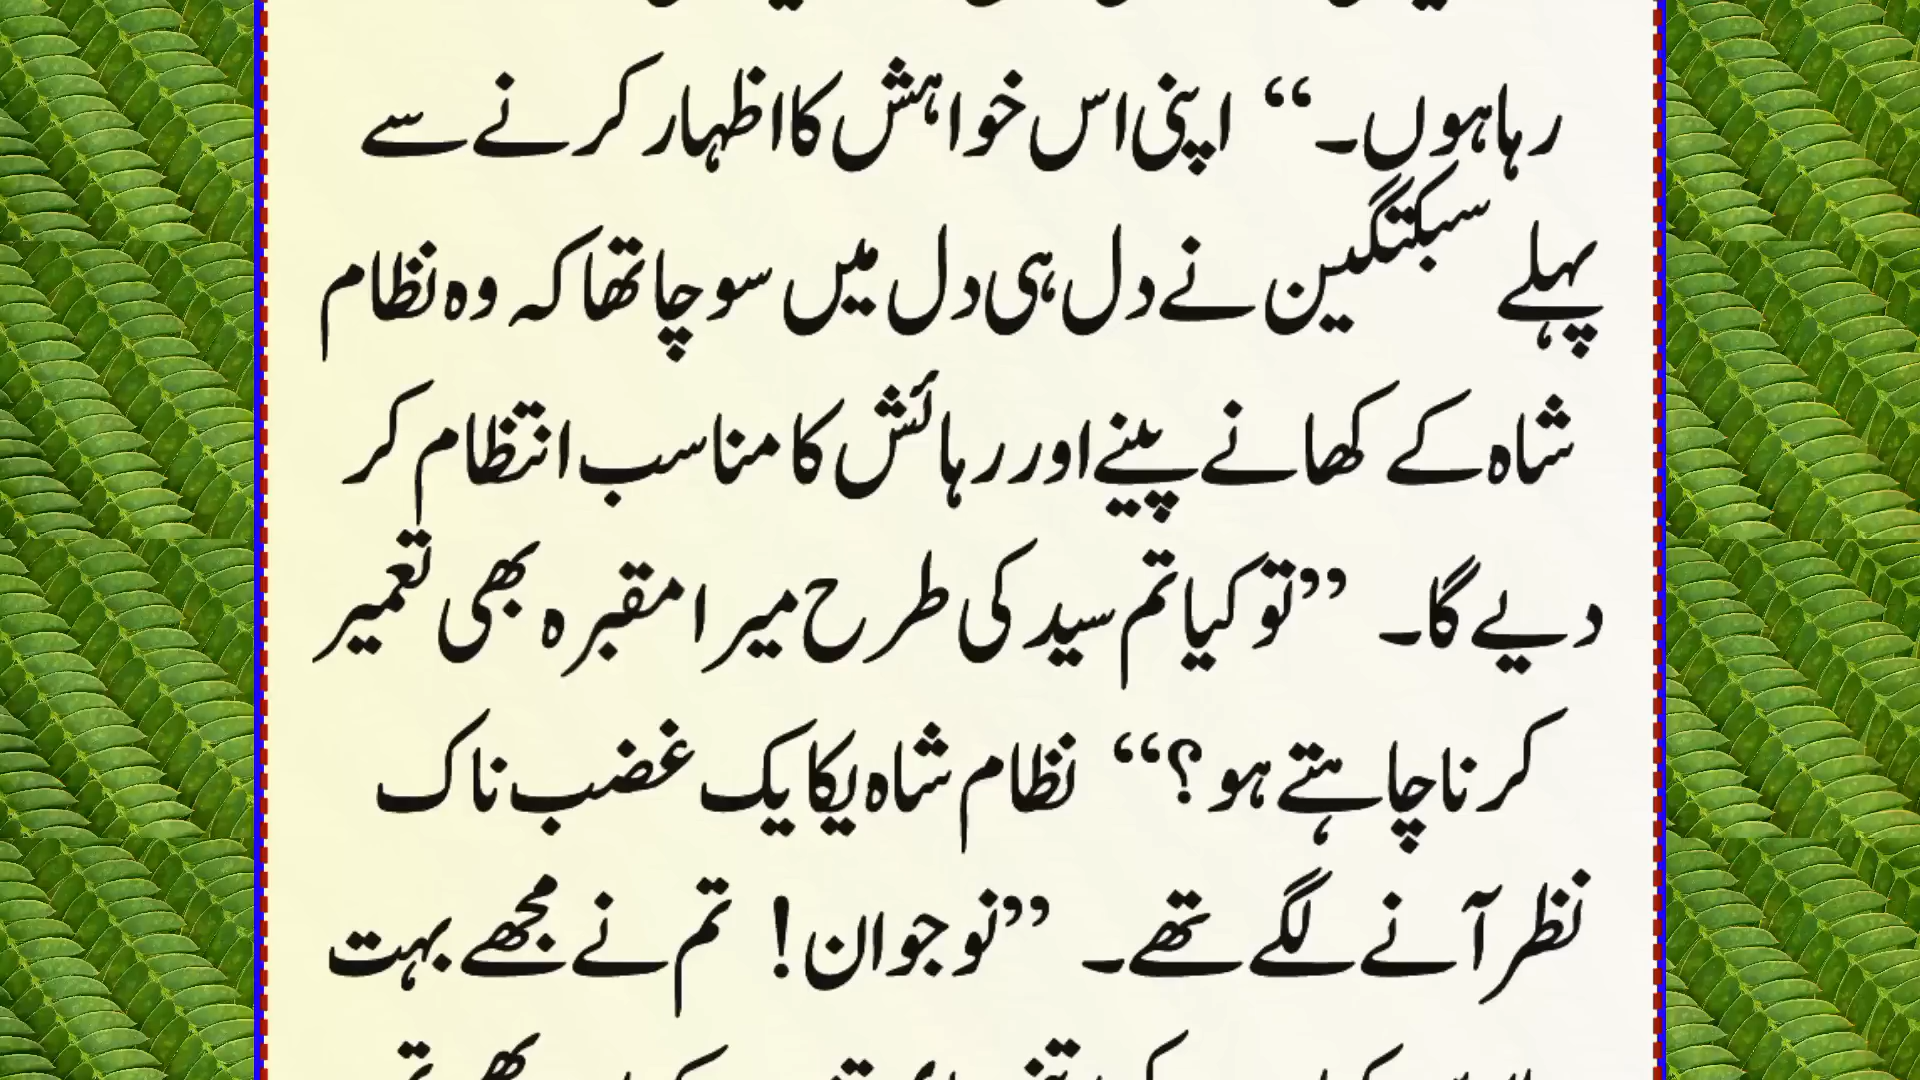 رہا ہوں۔“ اپنی اس خواہش کا اظہار کرنے سے
پہلے سبکتگین نے دل ہی دل میں سوچا تھا کہ وہ نظام
شاہ کے کھانے پینے اور رہائش کا مناسب انتظام کر
دیے گا۔ ”تو کیا تم سید کی طرح میرا مقبرہ بھی تعمیر
کرنا چاہتے ہو؟“ نظام شاہ یکایک غضب ناک
نظر آنے لگے تھے۔ ”نوجوان! تم نے مجھے بہت